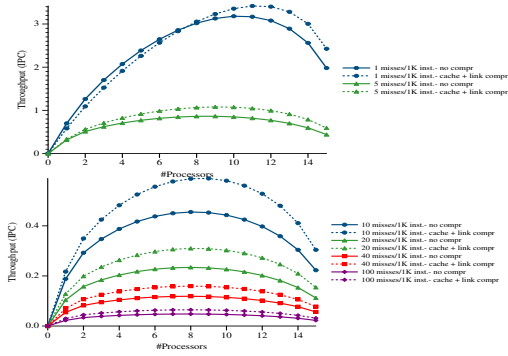 3
2
1
0
Throughput (IPC)
0 2 4 6 8 10 12 14
#Processors
1 misses/1K inst.- no compr
1 misses/1K inst.- cache + link compr
5 misses/1K inst.- no compr
5 misses/1K inst.- cache + link compr
0.4
0.2
0.0
Throughput (IPC)
0 2 4 6 8 10 12 14
#Processors
10 misses/1K inst.- no compr
10 misses/1K inst.- cache + link compr
20 misses/1K inst.- no compr
20 misses/1K inst.- cache + link compr
40 misses/1K inst.- no compr
40 misses/1K inst.- cache + link compr
100 misses/1K inst.- no compr
100 misses/1K inst.- cache + link compr